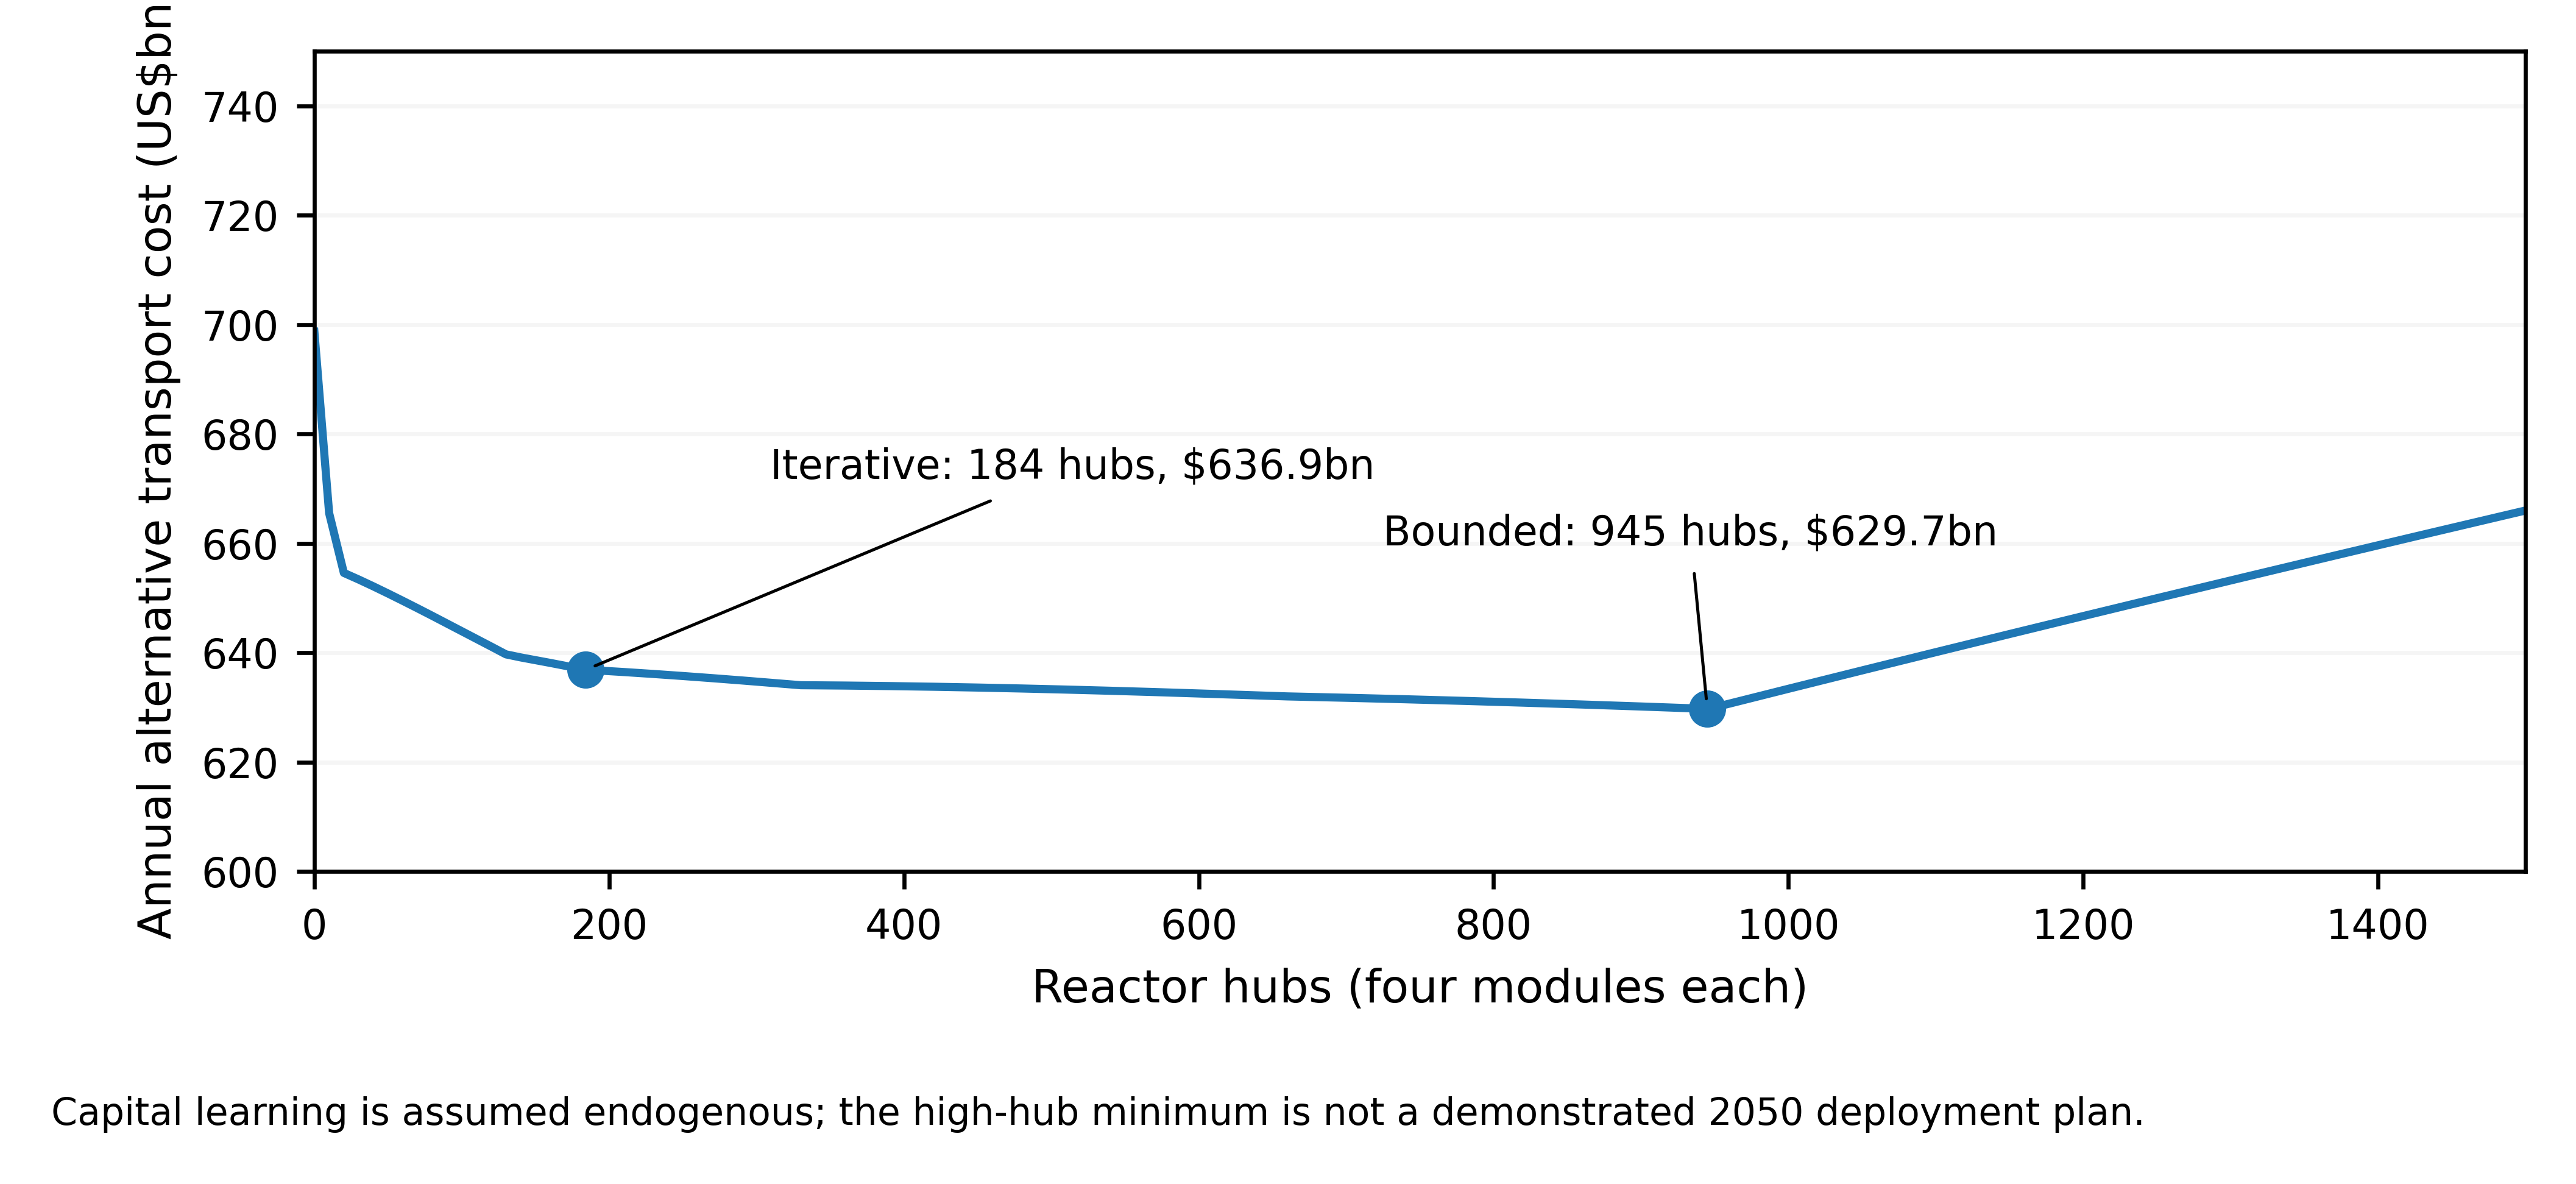 Annual alternative transport cost (US$bn
740
720
700
680
660
640
620
600
Iterative: 184 hubs, $636.9bn
Bounded: 945 hubs, $629.7bn
0 200 400 600 800 1000 1200 1400
Reactor hubs (four modules each)
Capital learning is assumed endogenous; the high-hub minimum is not a demonstrated 2050 deployment plan.